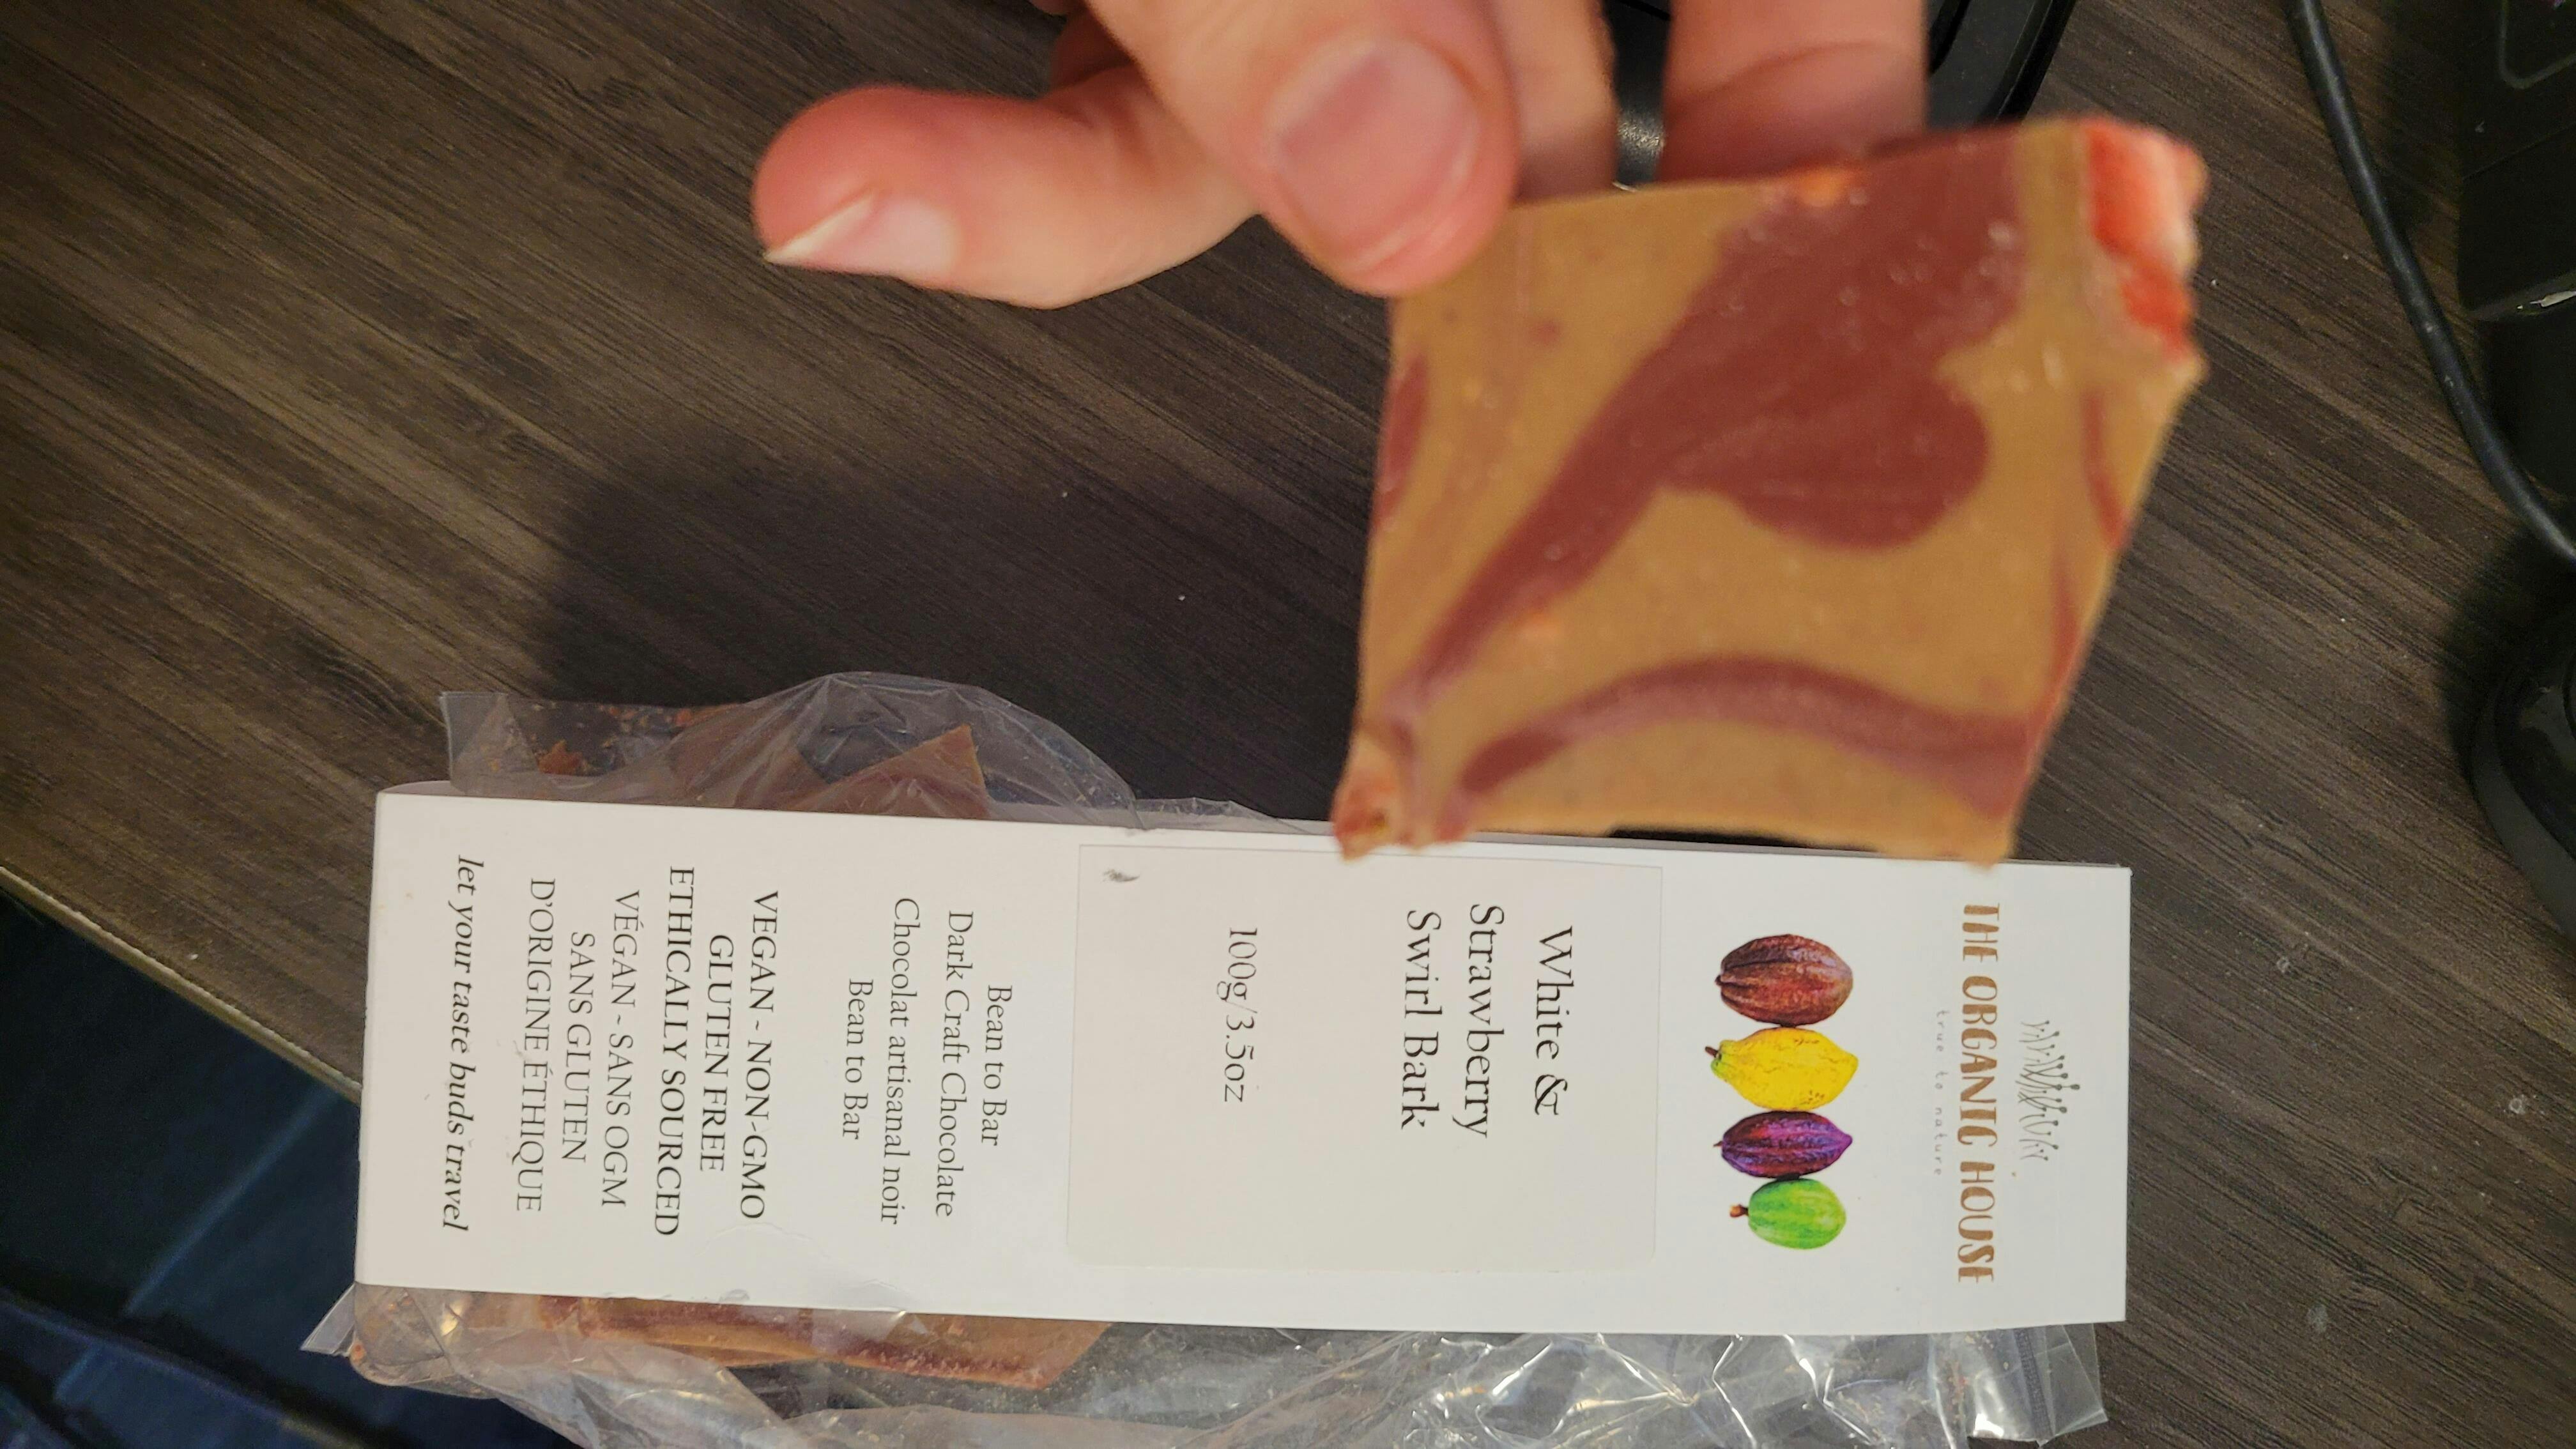 THE ORGANIC HOUSE
true to nature
White &
Strawberry
Swirl Bark
100g/3.5oz
Bean to Bar
Dark Craft Chocolate
Chocolat artisanal noir
Bean to Bar
VEGAN - NON-GMO
GLUTEN FREE
ETHICALLY SOURCED
VÉGAN - SANS OGM
SANS GLUTEN
D'ORIGINE ÉTHIQUE
let your taste buds travel